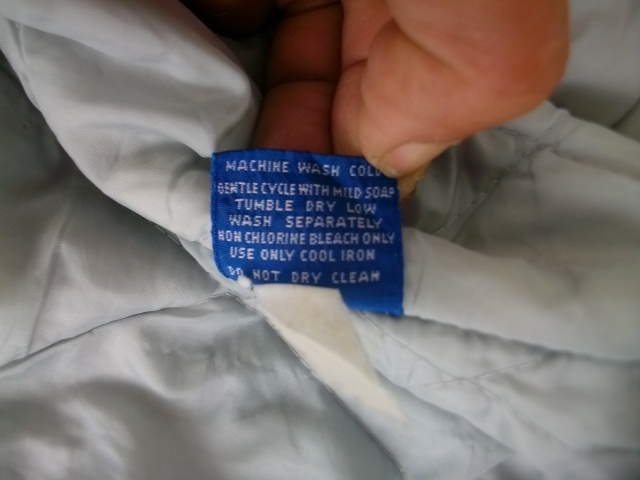 MACHINE WASH COLD
GENTLE CYCLE WITH MILD SOAP
TUMBLE DRY LOW
WASH SEPARATELY
NON CHLORINE BLEACH ONLY
USE ONLY COOL IRON
DO NOT DRY CLEAN